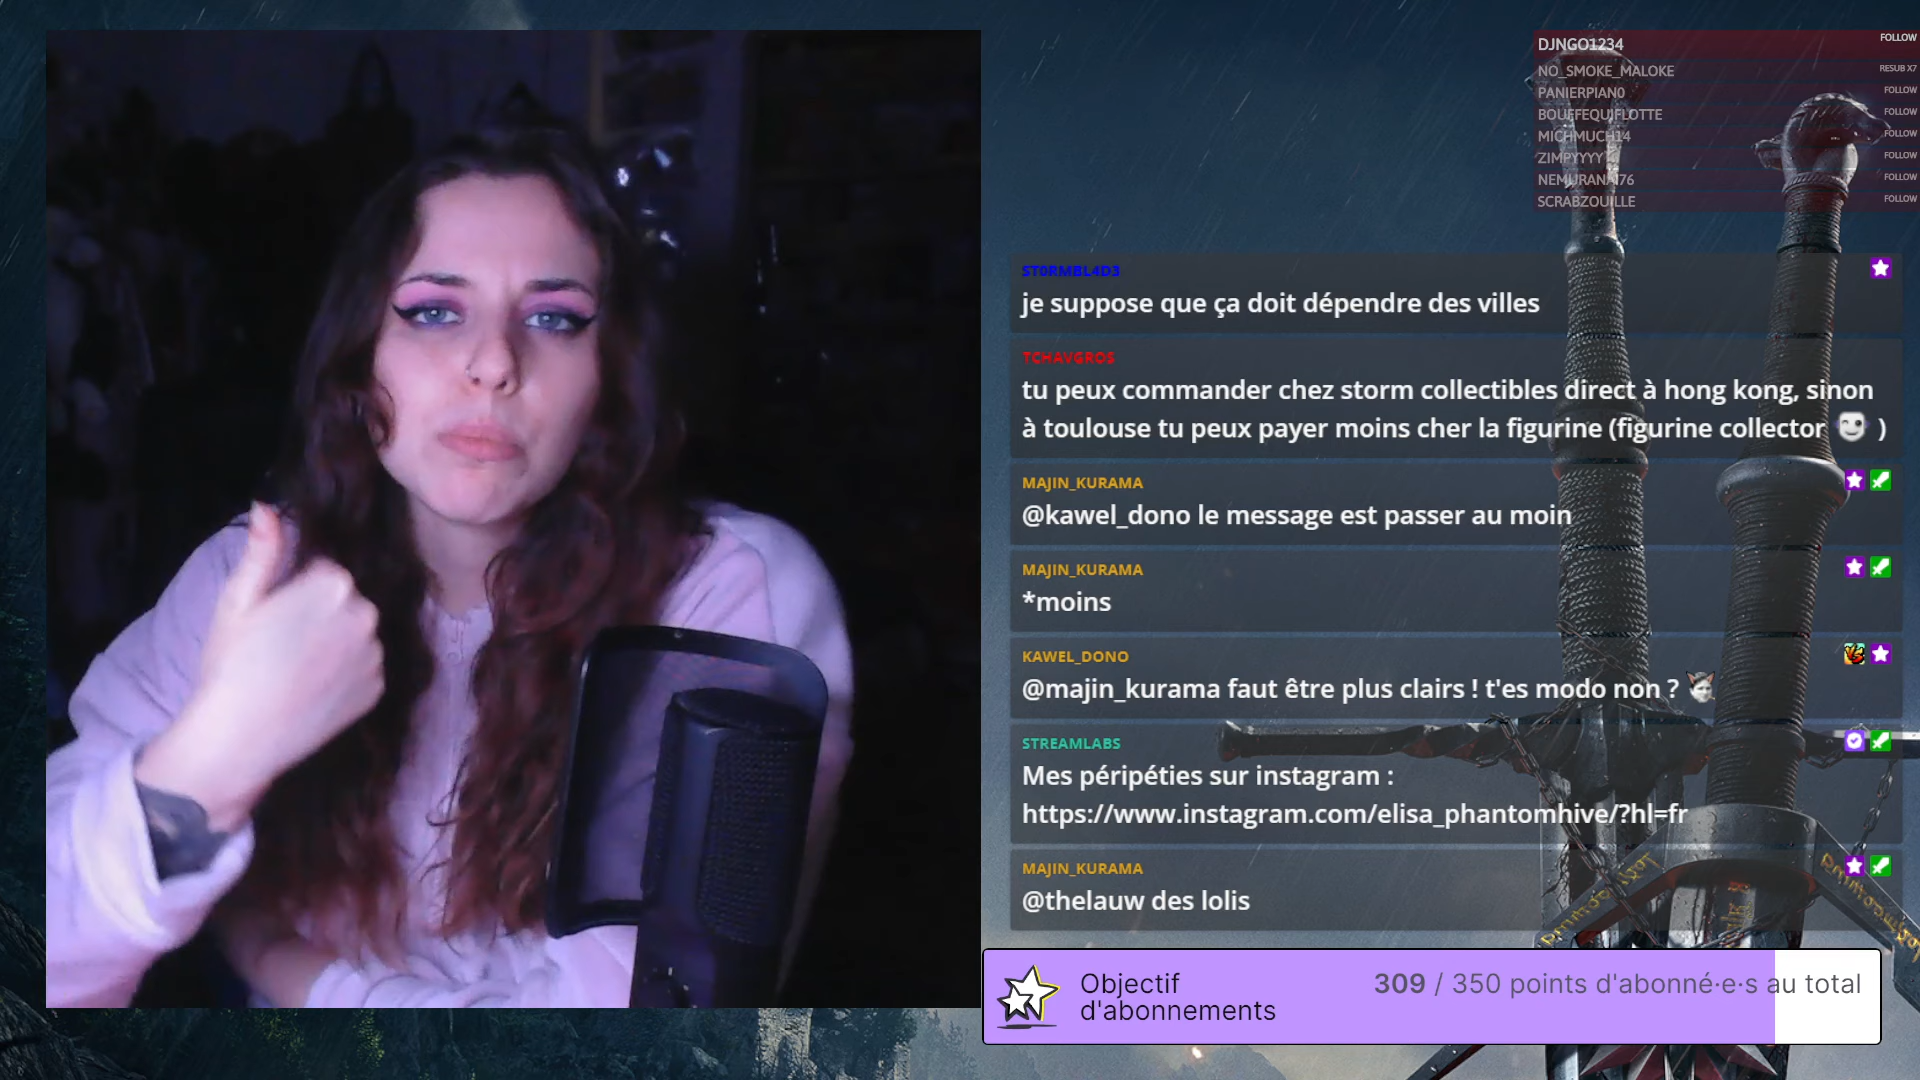 DJNGO1234 FOLLOW
NO_SMOKE_MALOKE RESUB X7
PANIERPIAN0 FOLLOW
BOUFFEQUIFLOTTE FOLLOW
MICHMUCH14 FOLLOW
ZIMPYYYY FOLLOW
NEMURANAI76 FOLLOW
SCRABZOUILLE FOLLOW
ST0RMBL4D3
je suppose que ça doit dépendre des villes
TCHAVGROS
tu peux commander chez storm collectibles direct à hong kong, sinon
à toulouse tu peux payer moins cher la figurine (figurine collector )
MAJIN_KURAMA
@kawel_dono le message est passer au moin
MAJIN_KURAMA
*moins
KAWEL_DONO
@majin_kurama faut être plus clairs ! t'es modo non ?
STREAMLABS
Mes péripéties sur instagram :
https://www.instagram.com/elisa_phantomhive/?hl=fr
MAJIN_KURAMA
@thelauw des lolis
Objectif
d'abonnements
309 / 350 points d'abonné·e·s au total